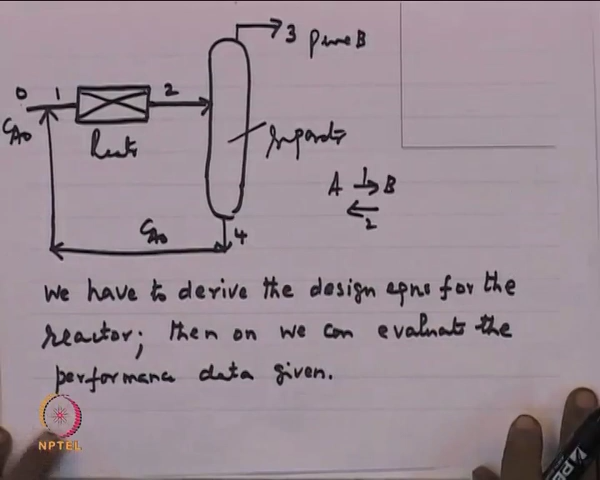 0 1 2 3 pure B
CA0
Reactor
Separator
A 1 B
2
CA0 4
We have to derive the design eqns for the
reactor; then on we can evaluate the
performance data given.
NPTEL